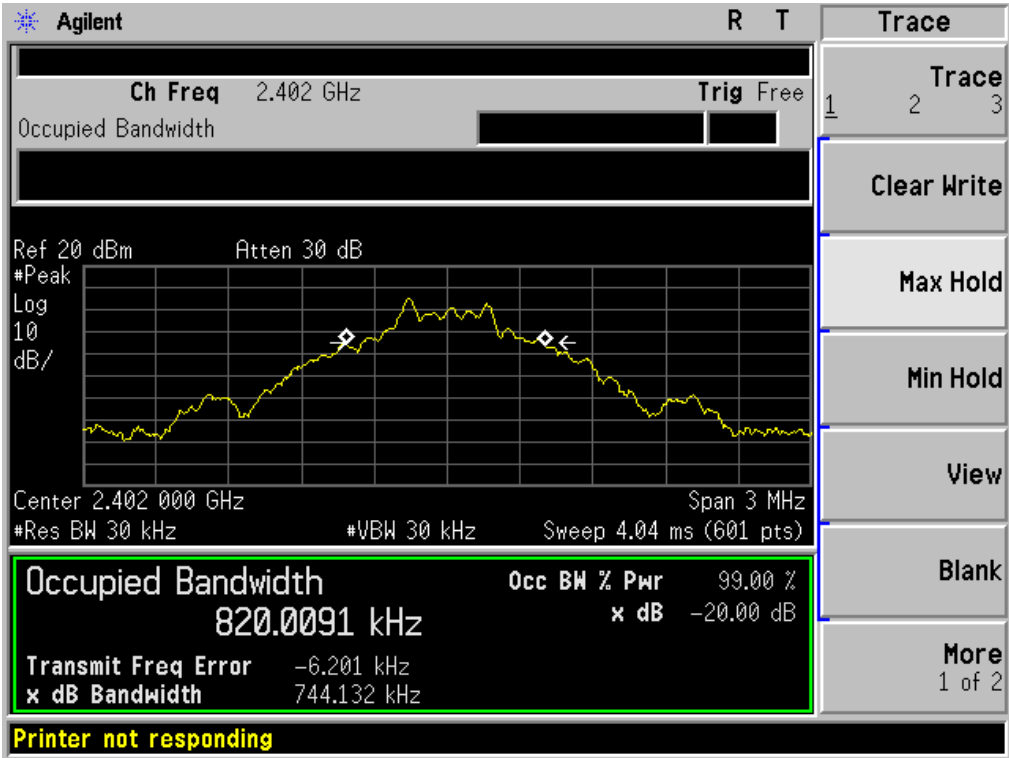 Agilent R T Trace
Ch Freq 2.402 GHz Trig Free
Occupied Bandwidth
Trace
1 2 3
Clear Write
Max Hold
Min Hold
View
Blank
More
1 of 2
Ref 20 dBm Atten 30 dB
#Peak
Log
10
dB/
Center 2.402 000 GHz Span 3 MHz
#Res BW 30 kHz #VBW 30 kHz Sweep 4.04 ms (601 pts)
Occupied Bandwidth Occ BW % Pwr 99.00 %
820.0091 kHz x dB -20.00 dB
Transmit Freq Error -6.201 kHz
x dB Bandwidth 744.132 kHz
Printer not responding